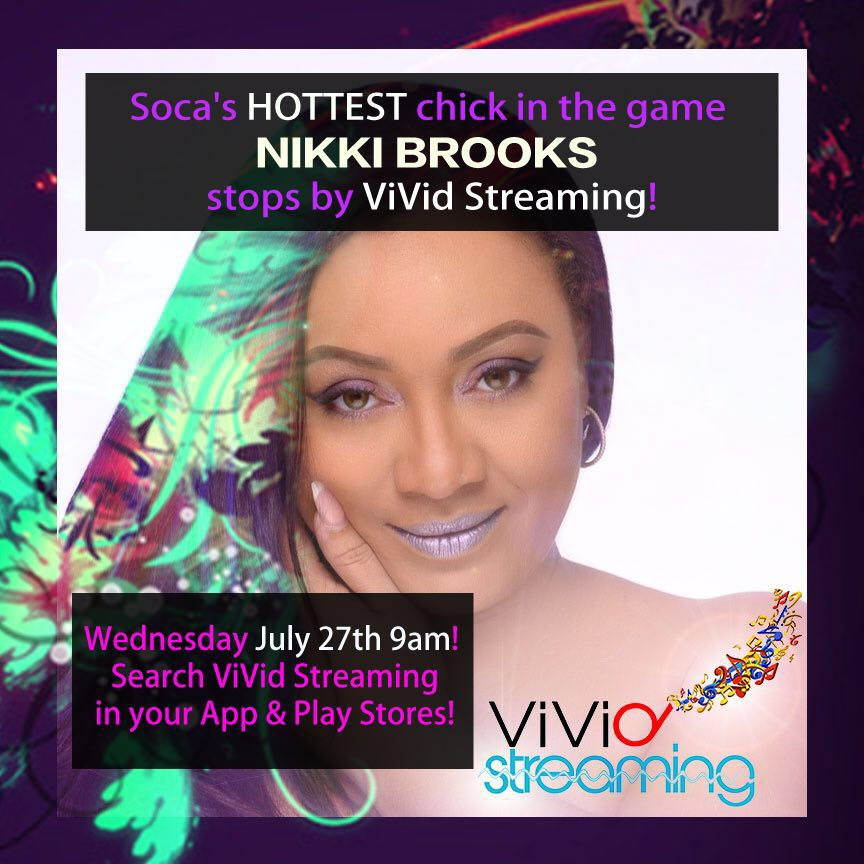 Soca's HOTTEST chick in the game
NIKKI BROOKS
stops by ViVid Streaming!
Wednesday July 27th 9am!
Search ViVid Streaming
in your App & Play Stores!
ViVid
streaming